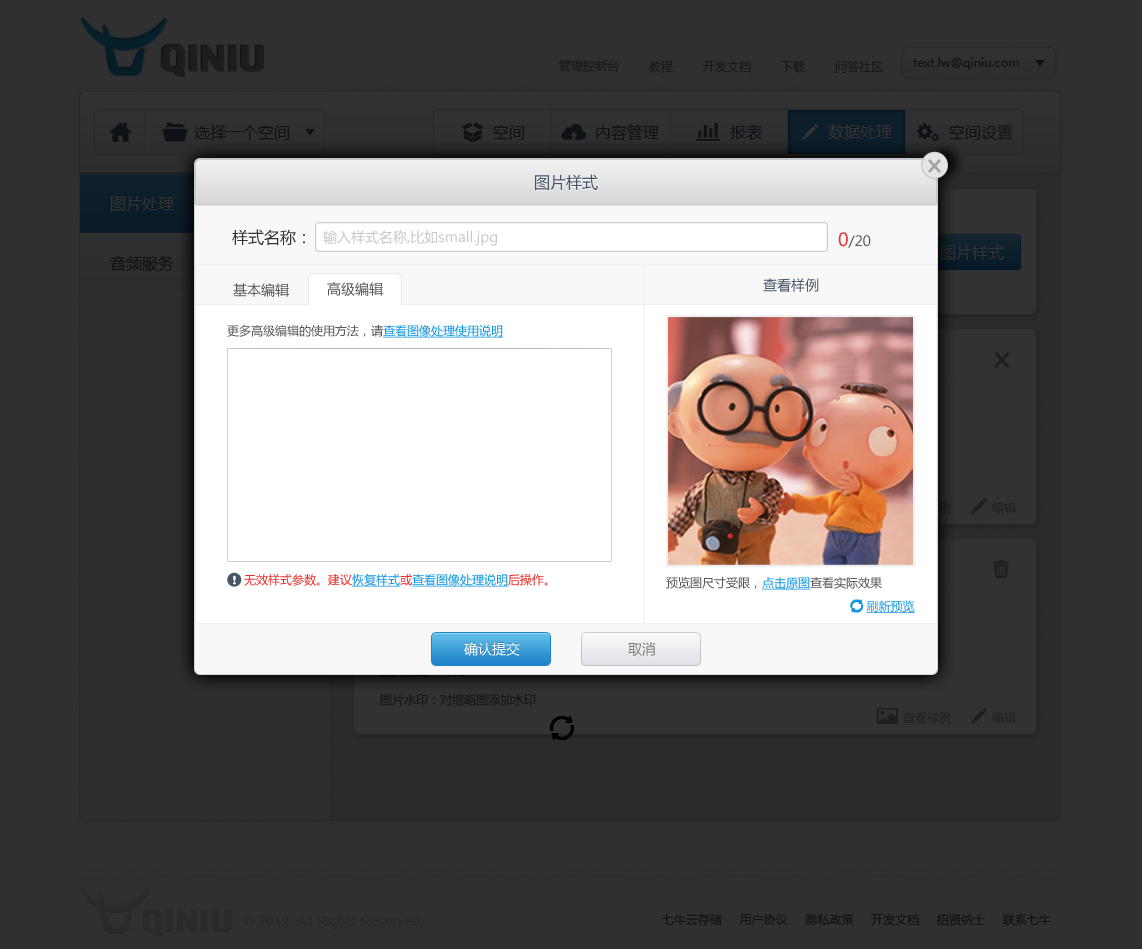 QINIU
管理控制台 教程 开发文档 下载 问答社区 text.lw@qiniu.com
选择一个空间 空间 内容管理 报表 数据处理 空间设置
图片样式
图片处理
样式名称： 输入样式名称,比如small.jpg 0/20
图片样式
音频服务
基本编辑 高级编辑 查看样例
更多高级编辑的使用方法，请查看图像处理使用说明
无效样式参数。建议恢复样式或查看图像处理说明后操作。
预览图尺寸受限，点击原图查看实际效果
刷新预览
例 编辑
确认提交 取消
图片水印：对缩略图添加水印
查看样例 编辑
QINIU © 2012 All Rights Reserved.
七牛云存储 用户协议 隐私政策 开发文档 招贤纳士 联系七牛